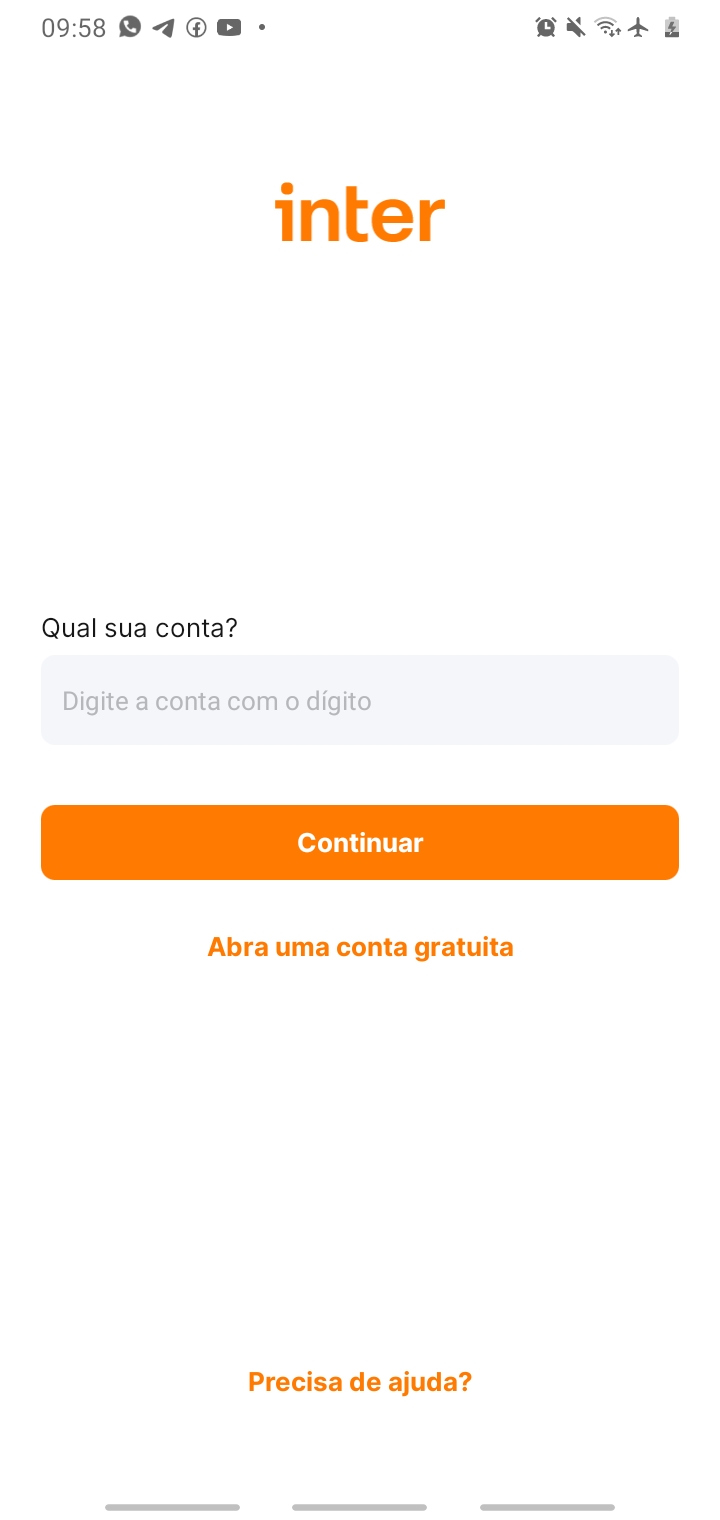 09:58
inter
Qual sua conta?
Digite a conta com o dígito
Continuar
Abra uma conta gratuita
Precisa de ajuda?